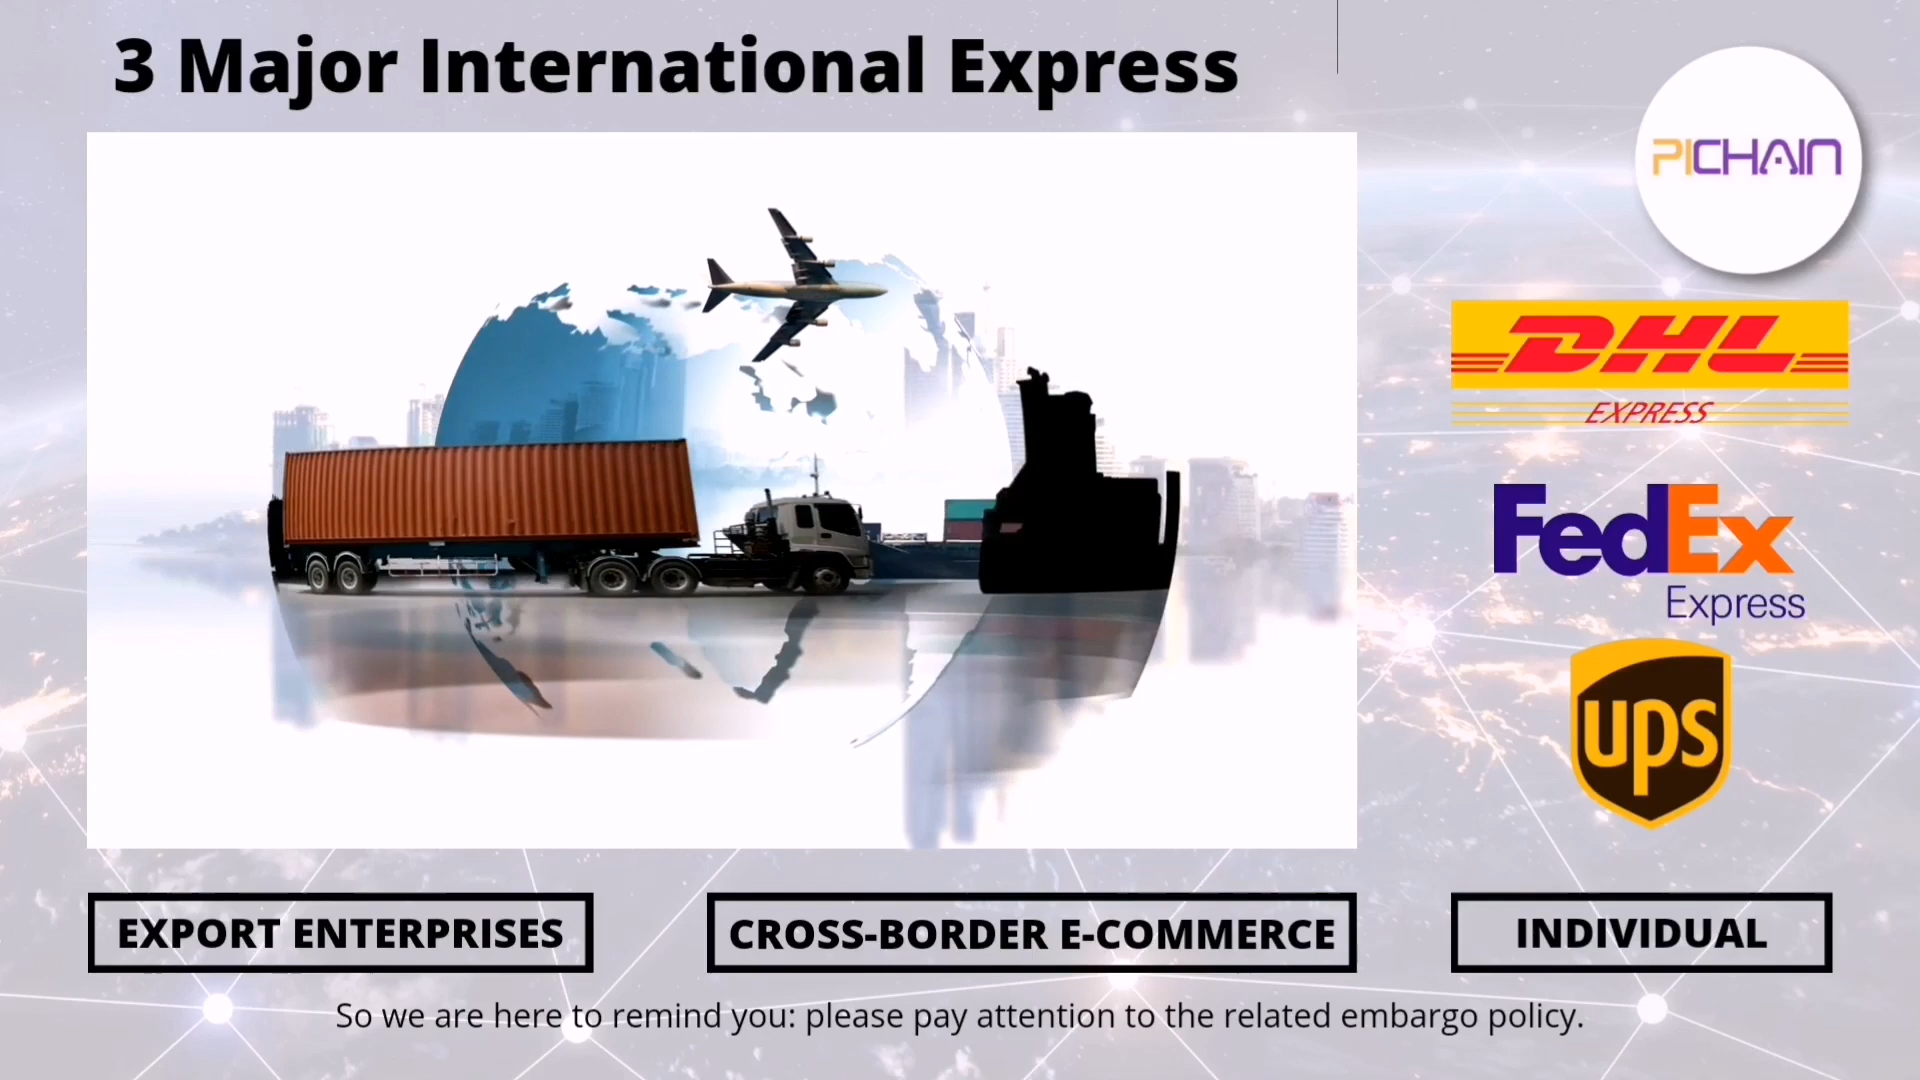 3 Major International Express
PICHAIN
DHL
EXPRESS
FedEx
Express
ups
EXPORT ENTERPRISES
CROSS-BORDER E-COMMERCE
INDIVIDUAL
So we are here to remind you: please pay attention to the related embargo policy.